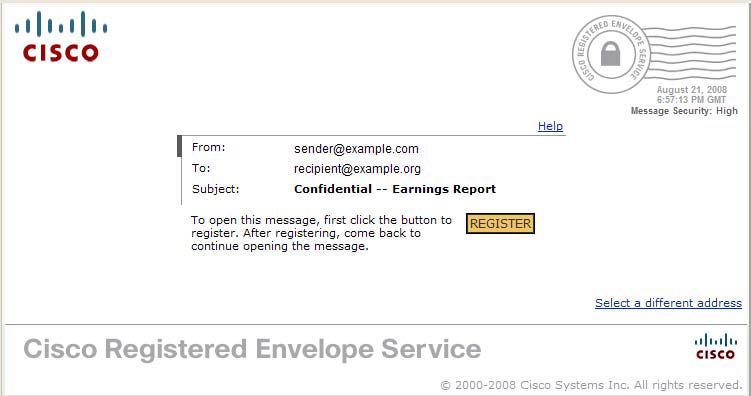 CISCO
CISCO REGISTERED ENVELOPE SERVICE
August 21, 2008
6:57:13 PM GMT
Message Security: High
Help
From: sender@example.com
To: recipient@example.org
Subject: Confidential -- Earnings Report
To open this message, first click the button to
register. After registering, come back to
continue opening the message.
REGISTER
Select a different address
Cisco Registered Envelope Service
CISCO
© 2000-2008 Cisco Systems Inc. All rights reserved.